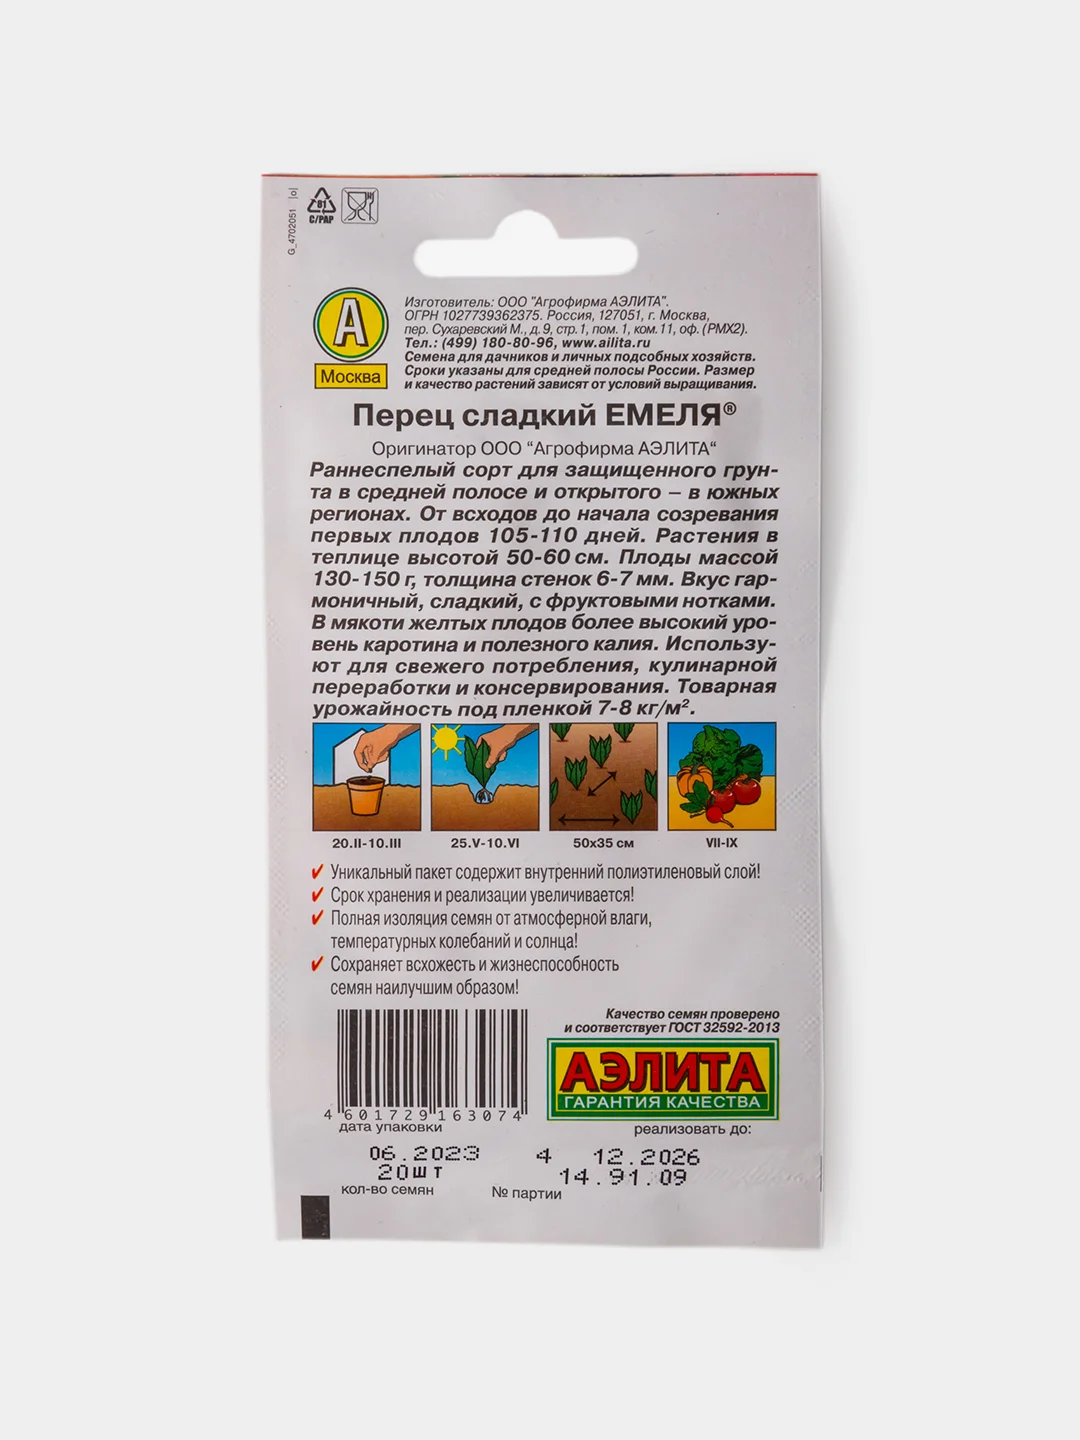 G_4702051
81
C/PAP
А
Москва
Изготовитель: ООО "Агрофирма АЭЛИТА".
ОГРН 1027739362375. Россия, 127051, г. Москва,
пер. Сухаревский М., д. 9, стр. 1, пом. 1, ком. 11, оф. (РМХ2).
Тел.: (499) 180-80-96, www.ailita.ru
Семена для дачников и личных подсобных хозяйств.
Сроки указаны для средней полосы России. Размер
и качество растений зависят от условий выращивания.
Перец сладкий ЕМЕЛЯ®
Оригинатор ООО “Агрофирма АЭЛИТА“
Раннеспелый сорт для защищенного грун-
та в средней полосе и открытого – в южных
регионах. От всходов до начала созревания
первых плодов 105-110 дней. Растения в
теплице высотой 50-60 см. Плоды массой
130-150 г, толщина стенок 6-7 мм. Вкус гар-
моничный, сладкий, с фруктовыми нотками.
В мякоти желтых плодов более высокий уро-
вень каротина и полезного калия. Использу-
ют для свежего потребления, кулинарной
переработки и консервирования. Товарная
урожайность под пленкой 7-8 кг/м².
20.II-10.III
25.V-10.VI
50x35 см
VII-IX
Уникальный пакет содержит внутренний полиэтиленовый слой!
Срок хранения и реализации увеличивается!
Полная изоляция семян от атмосферной влаги,
температурных колебаний и солнца!
Сохраняет всхожесть и жизнеспособность
семян наилучшим образом!
Качество семян проверено
и соответствует ГОСТ 32592-2013
АЭЛИТА
ГАРАНТИЯ КАЧЕСТВА
4 601729 163074
дата упаковки
реализовать до:
06.2023
4 12.2026
20шт
14.91.09
кол-во семян
№ партии